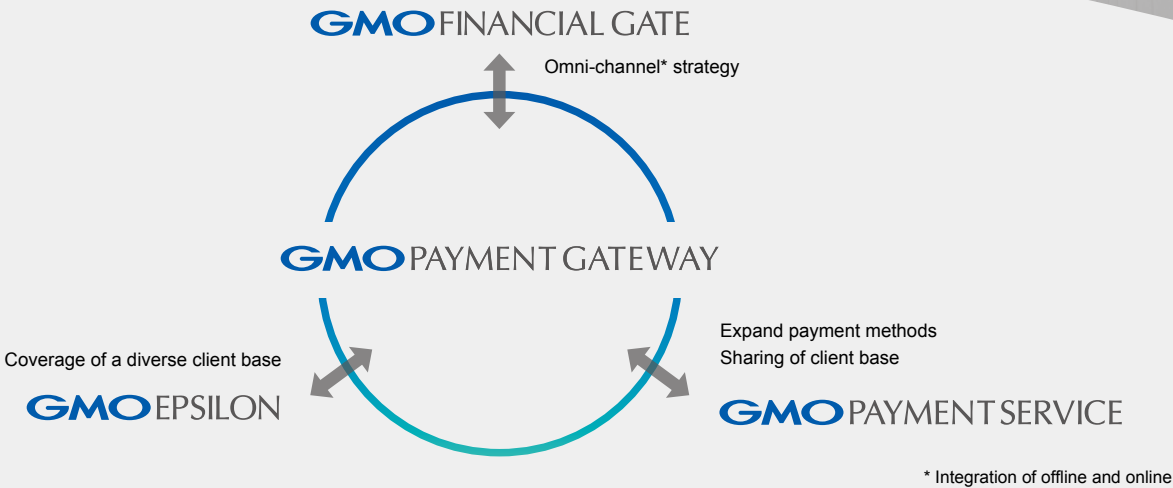 GMO FINANCIAL GATE
Omni-channel* strategy
GMO PAYMENT GATEWAY
Expand payment methods
Sharing of client base
Coverage of a diverse client base
GMO EPSILON
GMO PAYMENT SERVICE
* Integration of offline and online